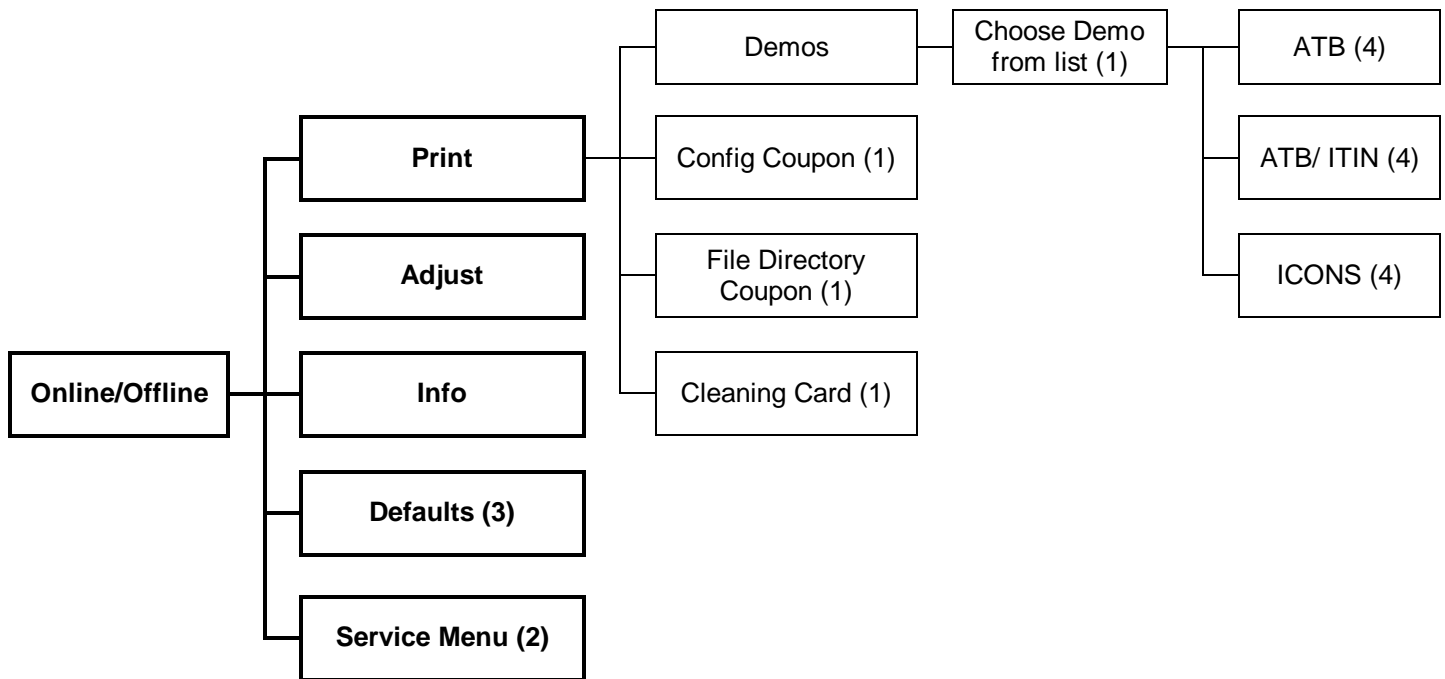 Demos
Choose Demo
from list (1)
ATB (4)
Print
Config Coupon (1)
ATB/ ITIN (4)
Adjust
File Directory
Coupon (1)
ICONS (4)
Online/Offline
Info
Cleaning Card (1)
Defaults (3)
Service Menu (2)